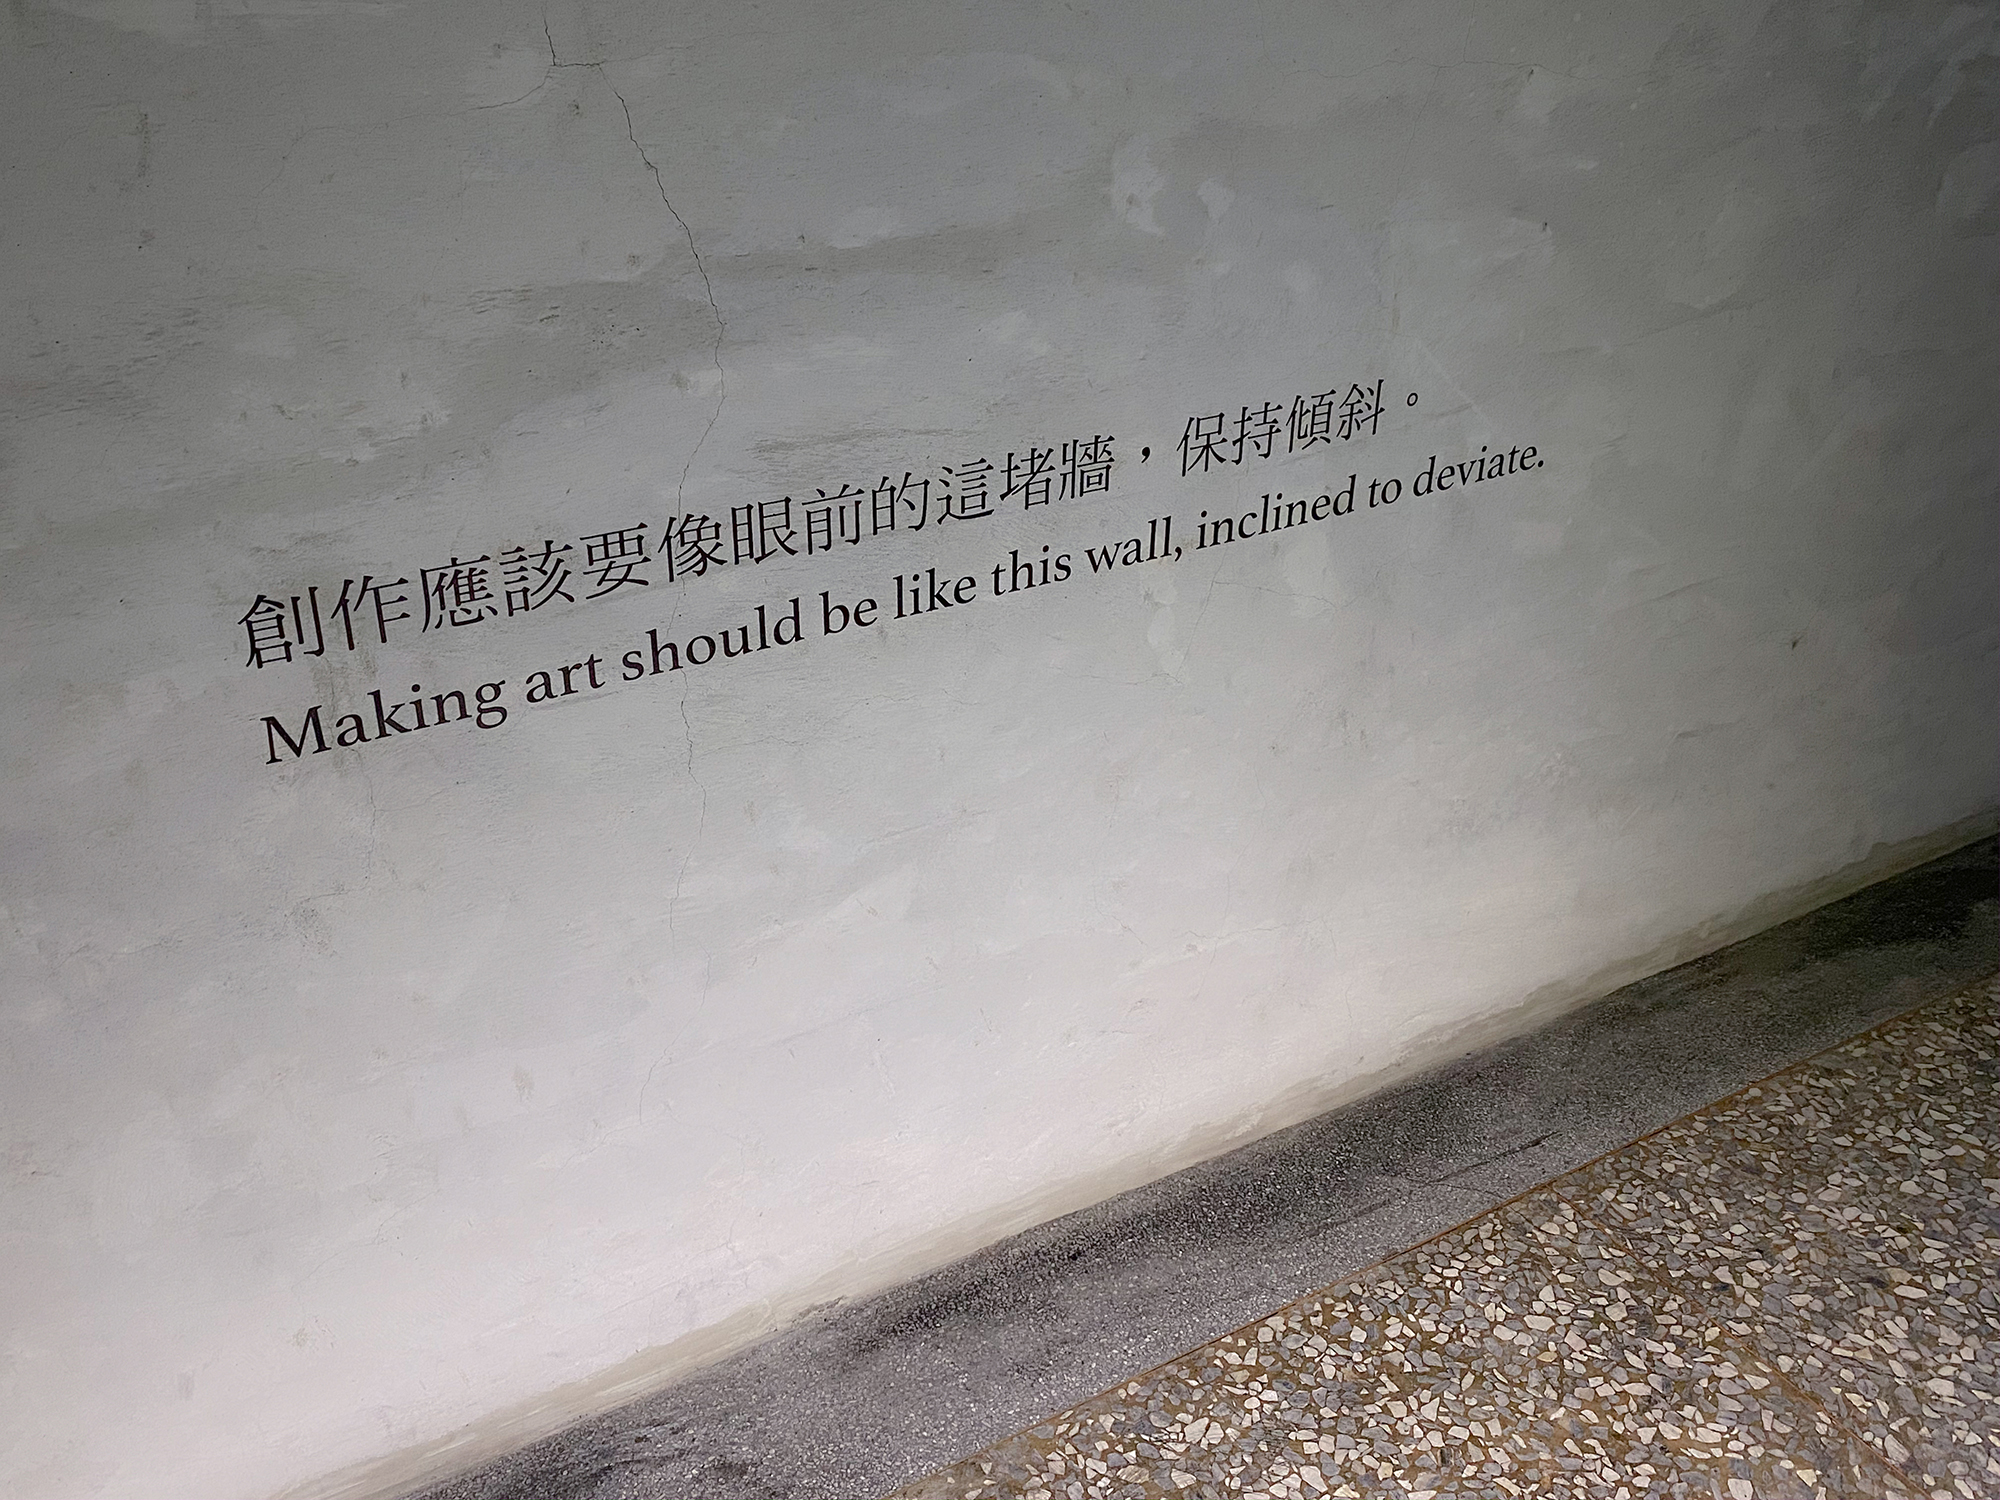 創作應該要像眼前的這堵牆，保持傾斜。
Making art should be like this wall, inclined to deviate.